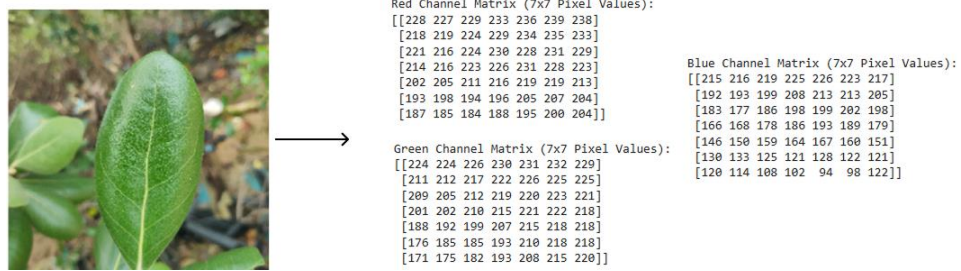 Red Channel Matrix (7x7 Pixel Values):
[[228 227 229 233 236 239 238]
[218 219 224 229 234 235 233]
[221 216 224 230 228 231 229]
[214 216 223 226 231 228 223]
[202 205 211 216 219 219 213]
[193 198 194 196 205 207 204]
[187 185 184 188 195 200 204]]
Green Channel Matrix (7x7 Pixel Values):
[[224 224 226 230 231 232 229]
[211 212 217 222 226 225 225]
[209 205 212 219 220 223 221]
[201 202 210 215 221 222 218]
[188 192 199 207 215 218 218]
[176 185 185 193 210 218 218]
[171 175 182 193 208 215 220]]
Blue Channel Matrix (7x7 Pixel Values):
[[215 216 219 225 226 223 217]
[192 193 199 208 213 213 205]
[183 177 186 198 199 202 198]
[166 168 178 186 193 189 179]
[146 150 159 164 167 160 151]
[130 133 125 121 128 122 121]
[120 114 108 102 94 98 122]]